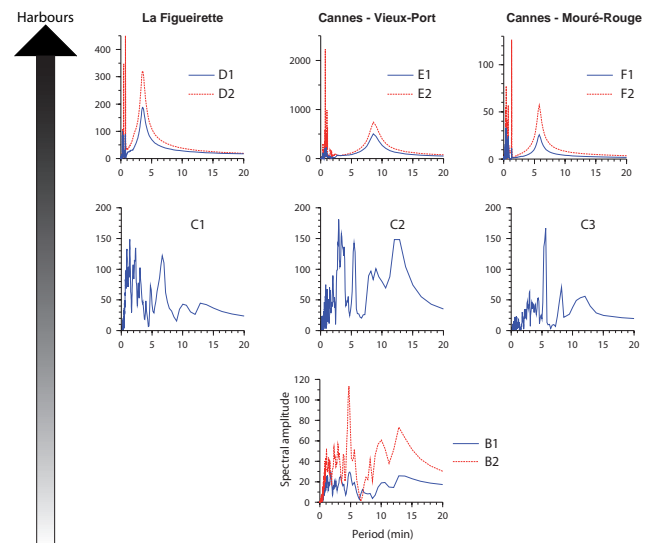 Harbours
La Figueirette
Cannes - Vieux-Port
Cannes - Mouré-Rouge
400
300
200
100
0
0 5 10 15 20
D1
D2
2000
1000
0
0 5 10 15 20
E1
E2
100
50
0
0 5 10 15 20
F1
F2
200
150
100
50
0
0 5 10 15 20
C1
200
150
100
50
0
0 5 10 15 20
C2
200
150
100
50
0
0 5 10 15 20
C3
Spectral amplitude
120
100
80
60
40
20
0
0 5 10 15 20
Period (min)
B1
B2